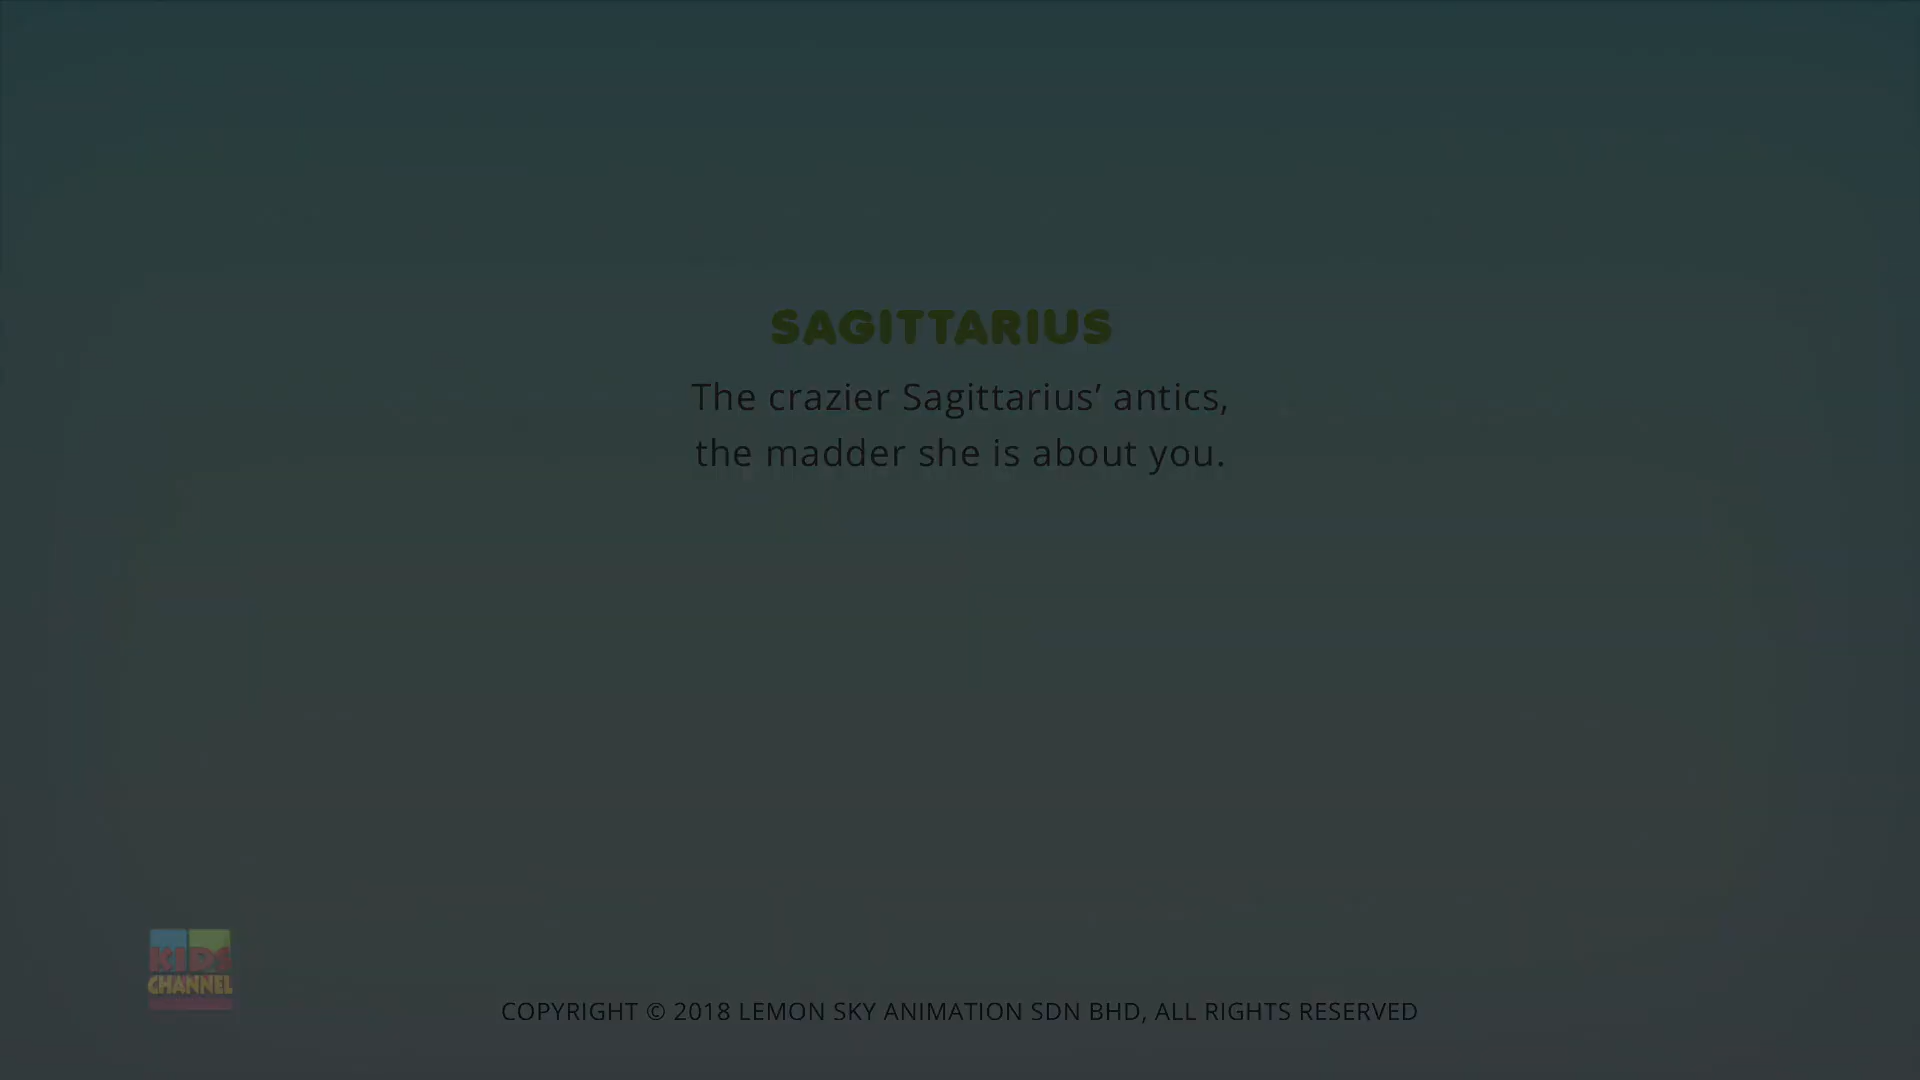 SAGITTARIUS
The crazier Sagittarius’ antics,
the madder she is about you.
KIDS
CHANNEL
COPYRIGHT © 2018 LEMON SKY ANIMATION SDN BHD, ALL RIGHTS RESERVED